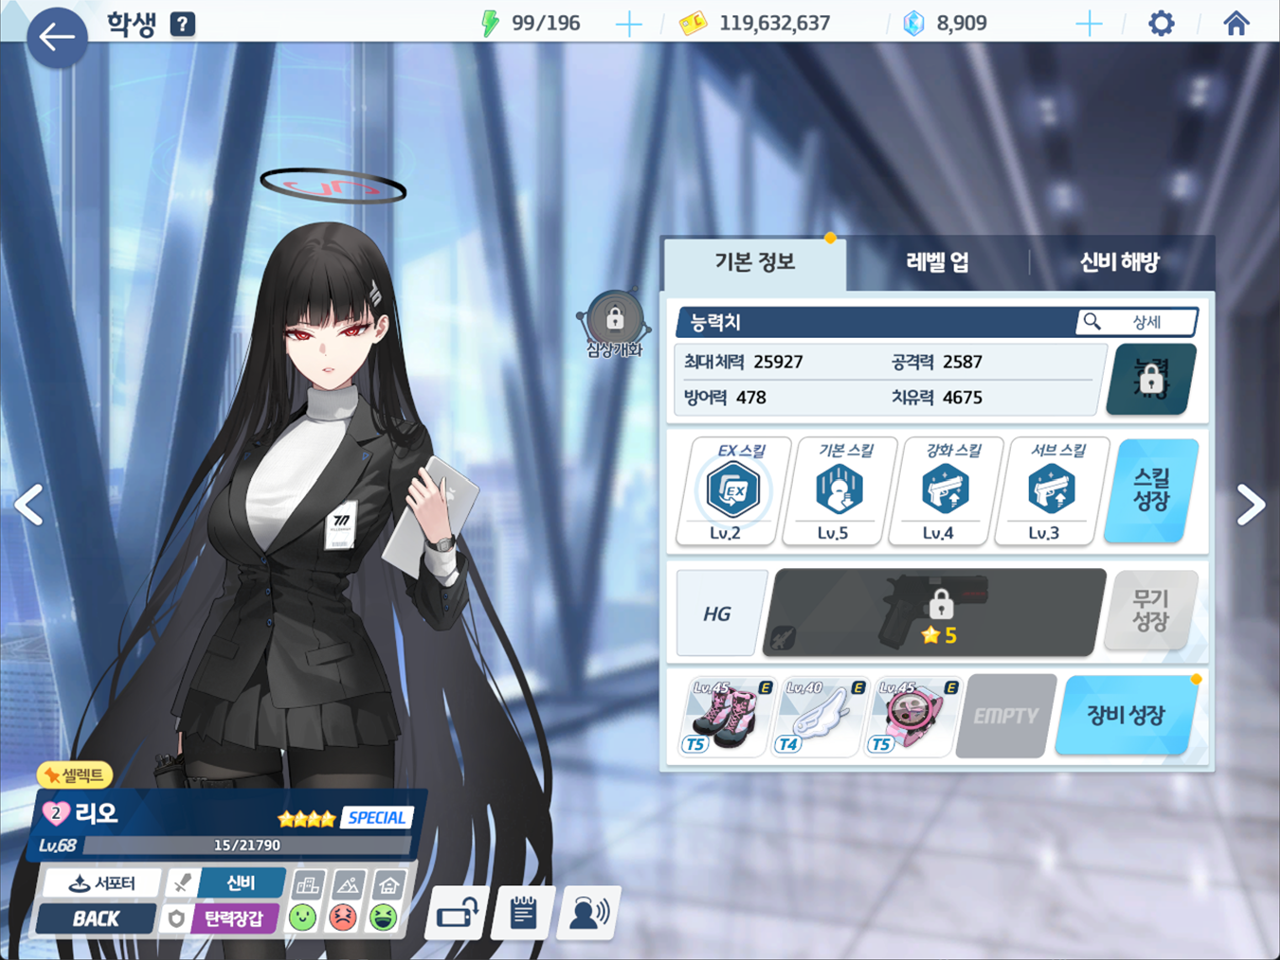 학생 ?
99/196
119,632,637
8,909
기본 정보
레벨 업
신비 해방
심상개화
능력치
상세
최대 체력 25927
공격력 2587
방어력 478
치유력 4675
EX 스킬
기본 스킬
강화 스킬
서브 스킬
EX
Lv.2
Lv.5
Lv.4
Lv.3
스킬
성장
HG
5
무기
성장
Lv.45 E
Lv.40 E
Lv.45 E
T5
T4
T5
EMPTY
장비 성장
셀렉트
2 리오
SPECIAL
Lv.68
15/21790
서포터
신비
BACK
탄력장갑